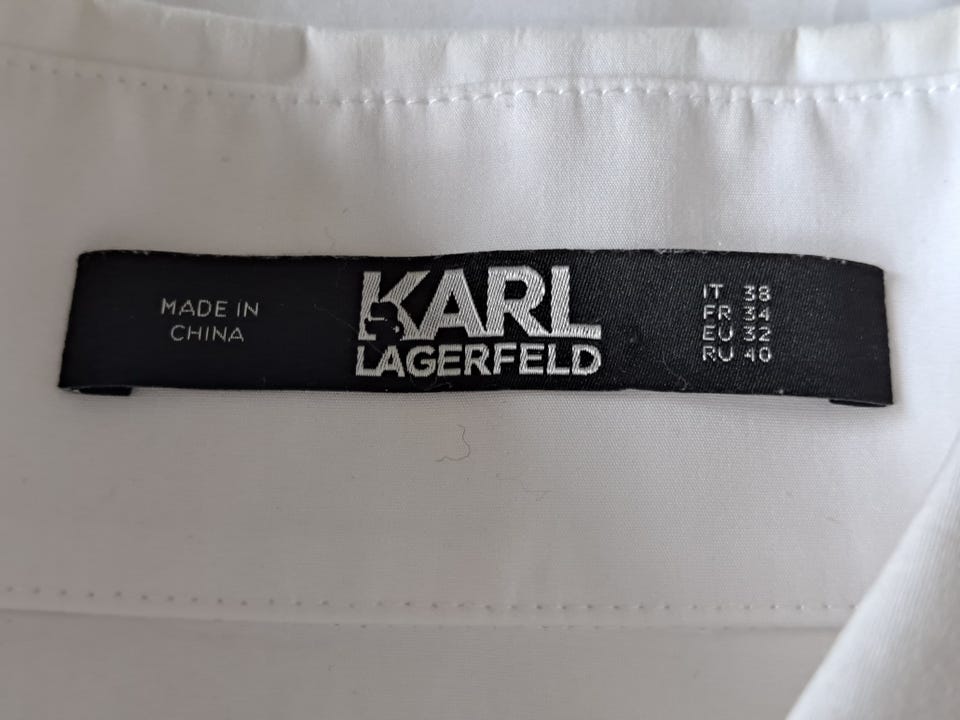 MADE IN
CHINA
KARL
LAGERFELD
IT 38
FR 34
EU 32
RU 40